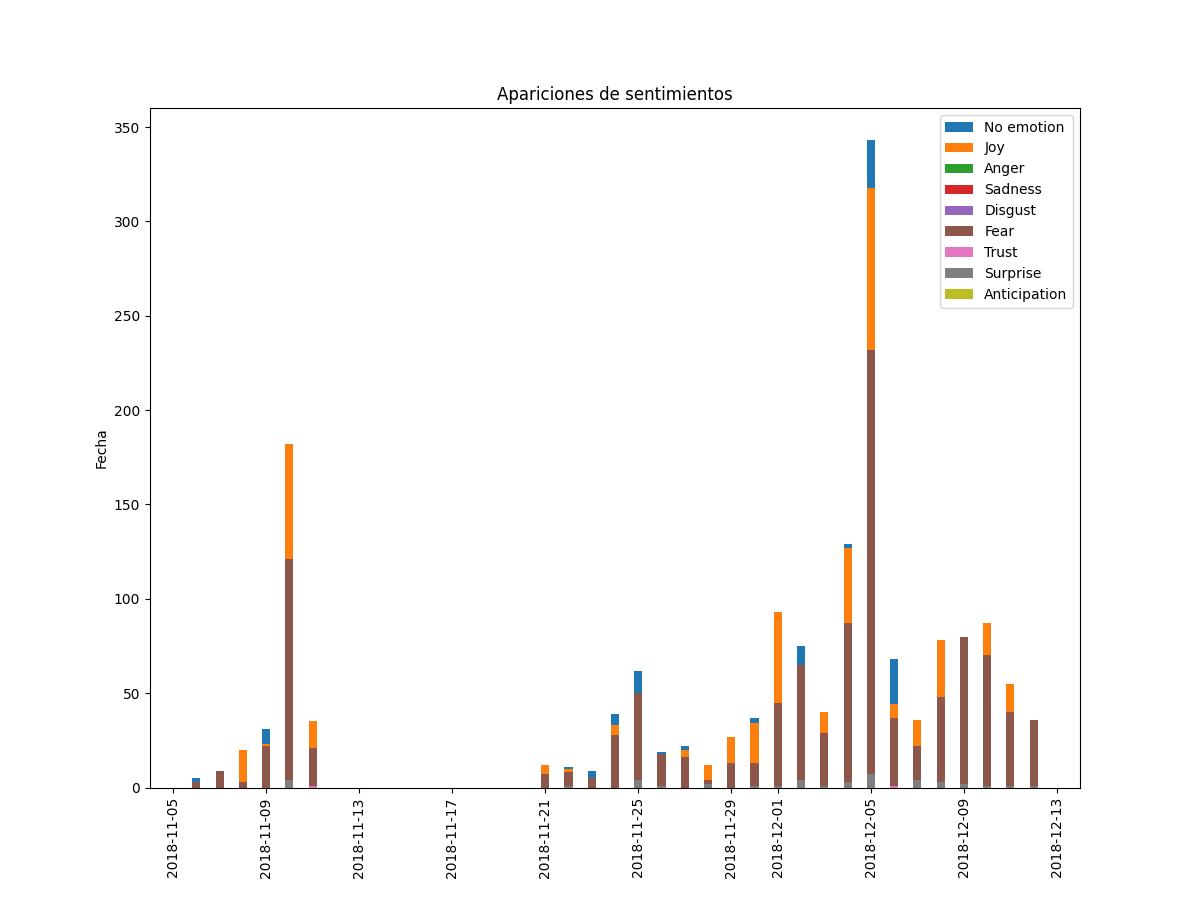 Apariciones de sentimientos
No emotion
Joy
Anger
Sadness
Disgust
Fear
Trust
Surprise
Anticipation
350
300
250
200
150
100
50
0
Fecha
2018-11-05
2018-11-09
2018-11-13
2018-11-17
2018-11-21
2018-11-25
2018-11-29
2018-12-01
2018-12-05
2018-12-09
2018-12-13